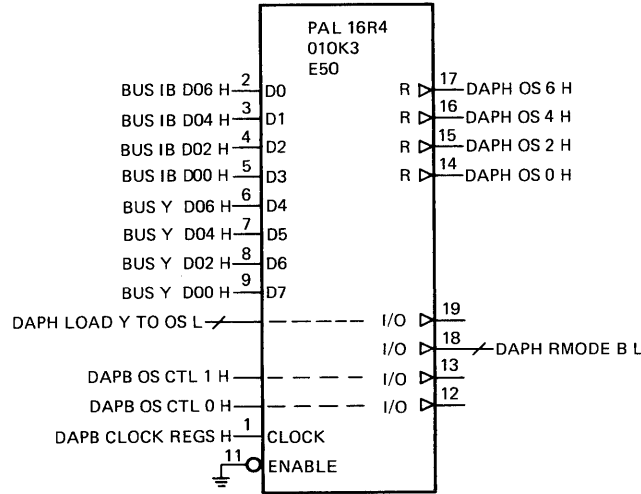 PAL 16R4
010K3
E50
BUS IB D06 H 2 D0 R 17 DAPH OS 6 H
BUS IB D04 H 3 D1 R 16 DAPH OS 4 H
BUS IB D02 H 4 D2 R 15 DAPH OS 2 H
BUS IB D00 H 5 D3 R 14 DAPH OS 0 H
BUS Y D06 H 6 D4
BUS Y D04 H 7 D5
BUS Y D02 H 8 D6
BUS Y D00 H 9 D7
DAPH LOAD Y TO OS L I/O 19
I/O 18 DAPH RMODE B L
DAPB OS CTL 1 H I/O 13
DAPB OS CTL 0 H I/O 12
DAPB CLOCK REGS H 1 CLOCK
11 ENABLE